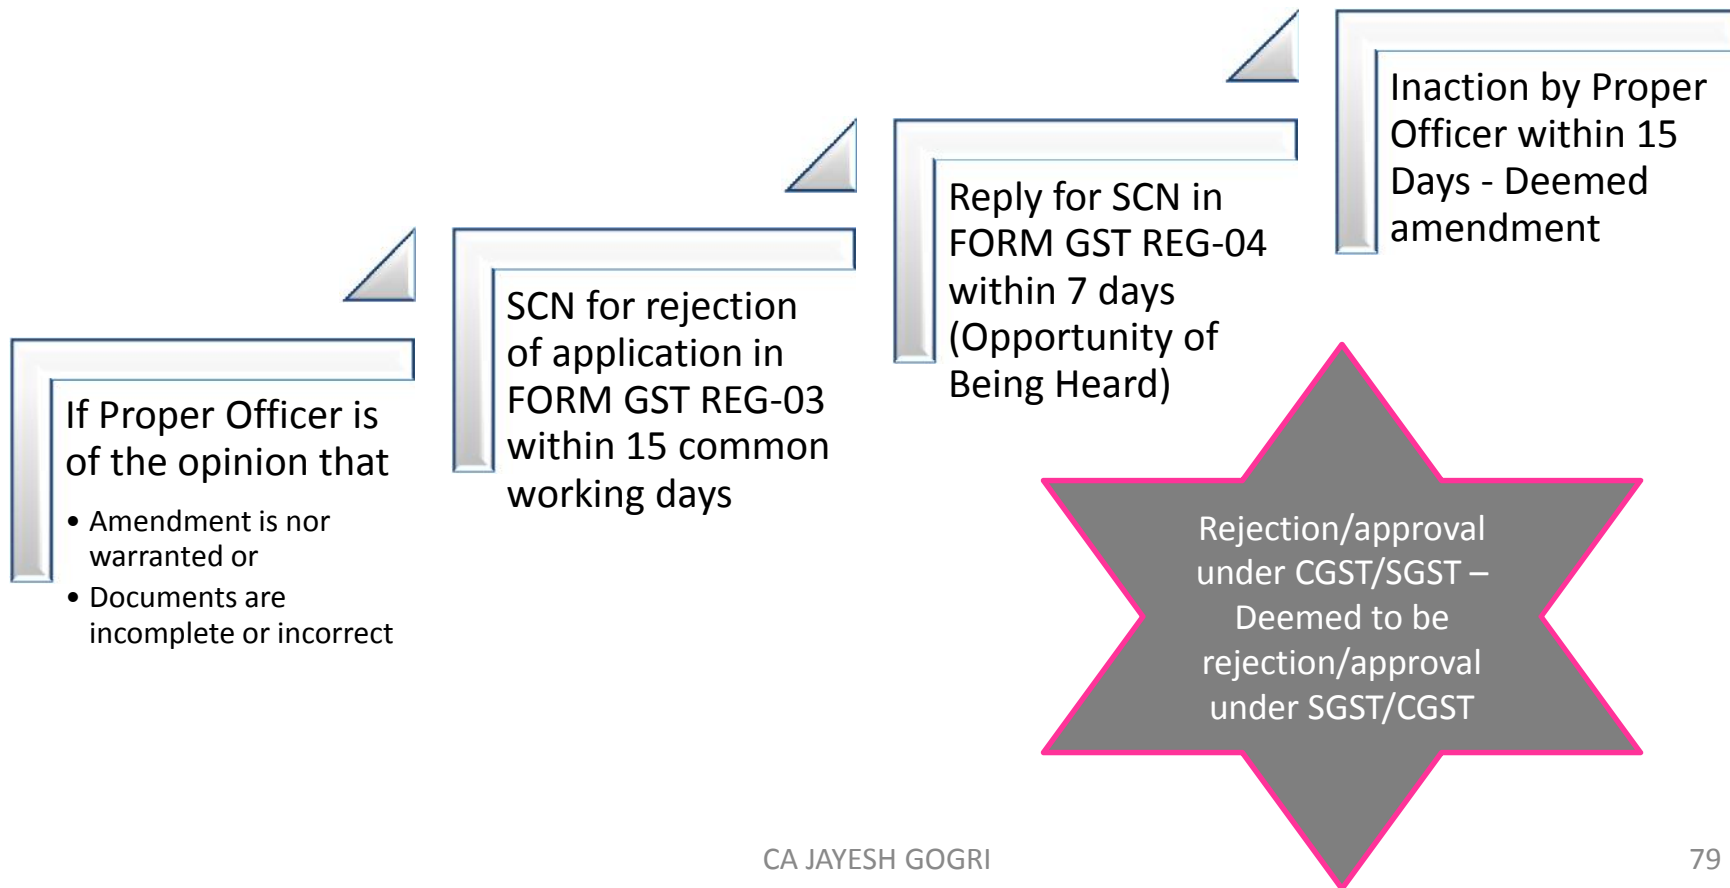 If Proper Officer is
of the opinion that
• Amendment is nor
warranted or
• Documents are
incomplete or incorrect
SCN for rejection
of application in
FORM GST REG-03
within 15 common
working days
Reply for SCN in
FORM GST REG-04
within 7 days
(Opportunity of
Being Heard)
Inaction by Proper
Officer within 15
Days - Deemed
amendment
Rejection/approval
under CGST/SGST –
Deemed to be
rejection/approval
under SGST/CGST
CA JAYESH GOGRI
79